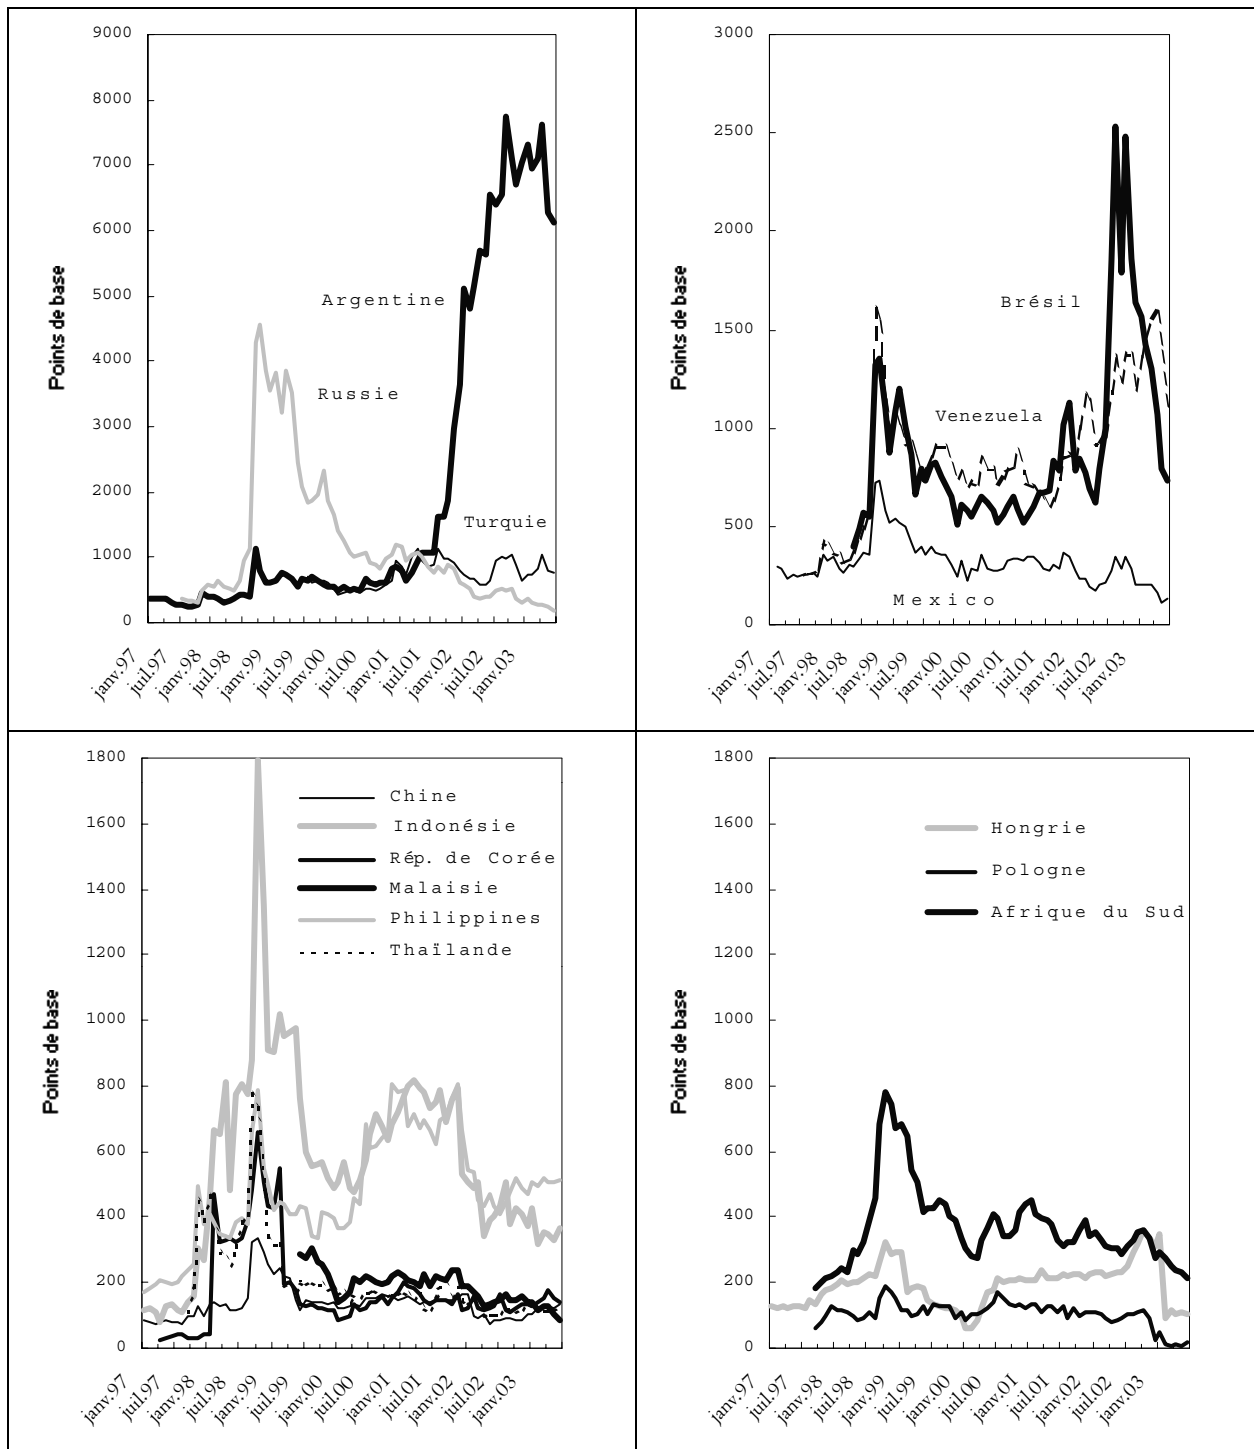 9000
8000
7000
6000
5000
4000
3000
2000
1000
0
Points de base
Argentine
Russie
Turquie
janv.97
juil.97
janv.98
juil.98
janv.99
juil.99
janv.00
juil.00
janv.01
juil.01
janv.02
juil.02
janv.03
3000
2500
2000
1500
1000
500
0
Points de base
Brésil
Venezuela
Mexico
janv.97
juil.97
janv.98
juil.98
janv.99
juil.99
janv.00
juil.00
janv.01
juil.01
janv.02
juil.02
janv.03
1800
1600
1400
1200
1000
800
600
400
200
0
Points de base
Chine
Indonésie
Rép. de Corée
Malaisie
Philippines
Thaïlande
janv.97
juil.97
janv.98
juil.98
janv.99
juil.99
janv.00
juil.00
janv.01
juil.01
janv.02
juil.02
janv.03
1800
1600
1400
1200
1000
800
600
400
200
0
Points de base
Hongrie
Pologne
Afrique du Sud
janv.97
juil.97
janv.98
juil.98
janv.99
juil.99
janv.00
juil.00
janv.01
juil.01
janv.02
juil.02
janv.03